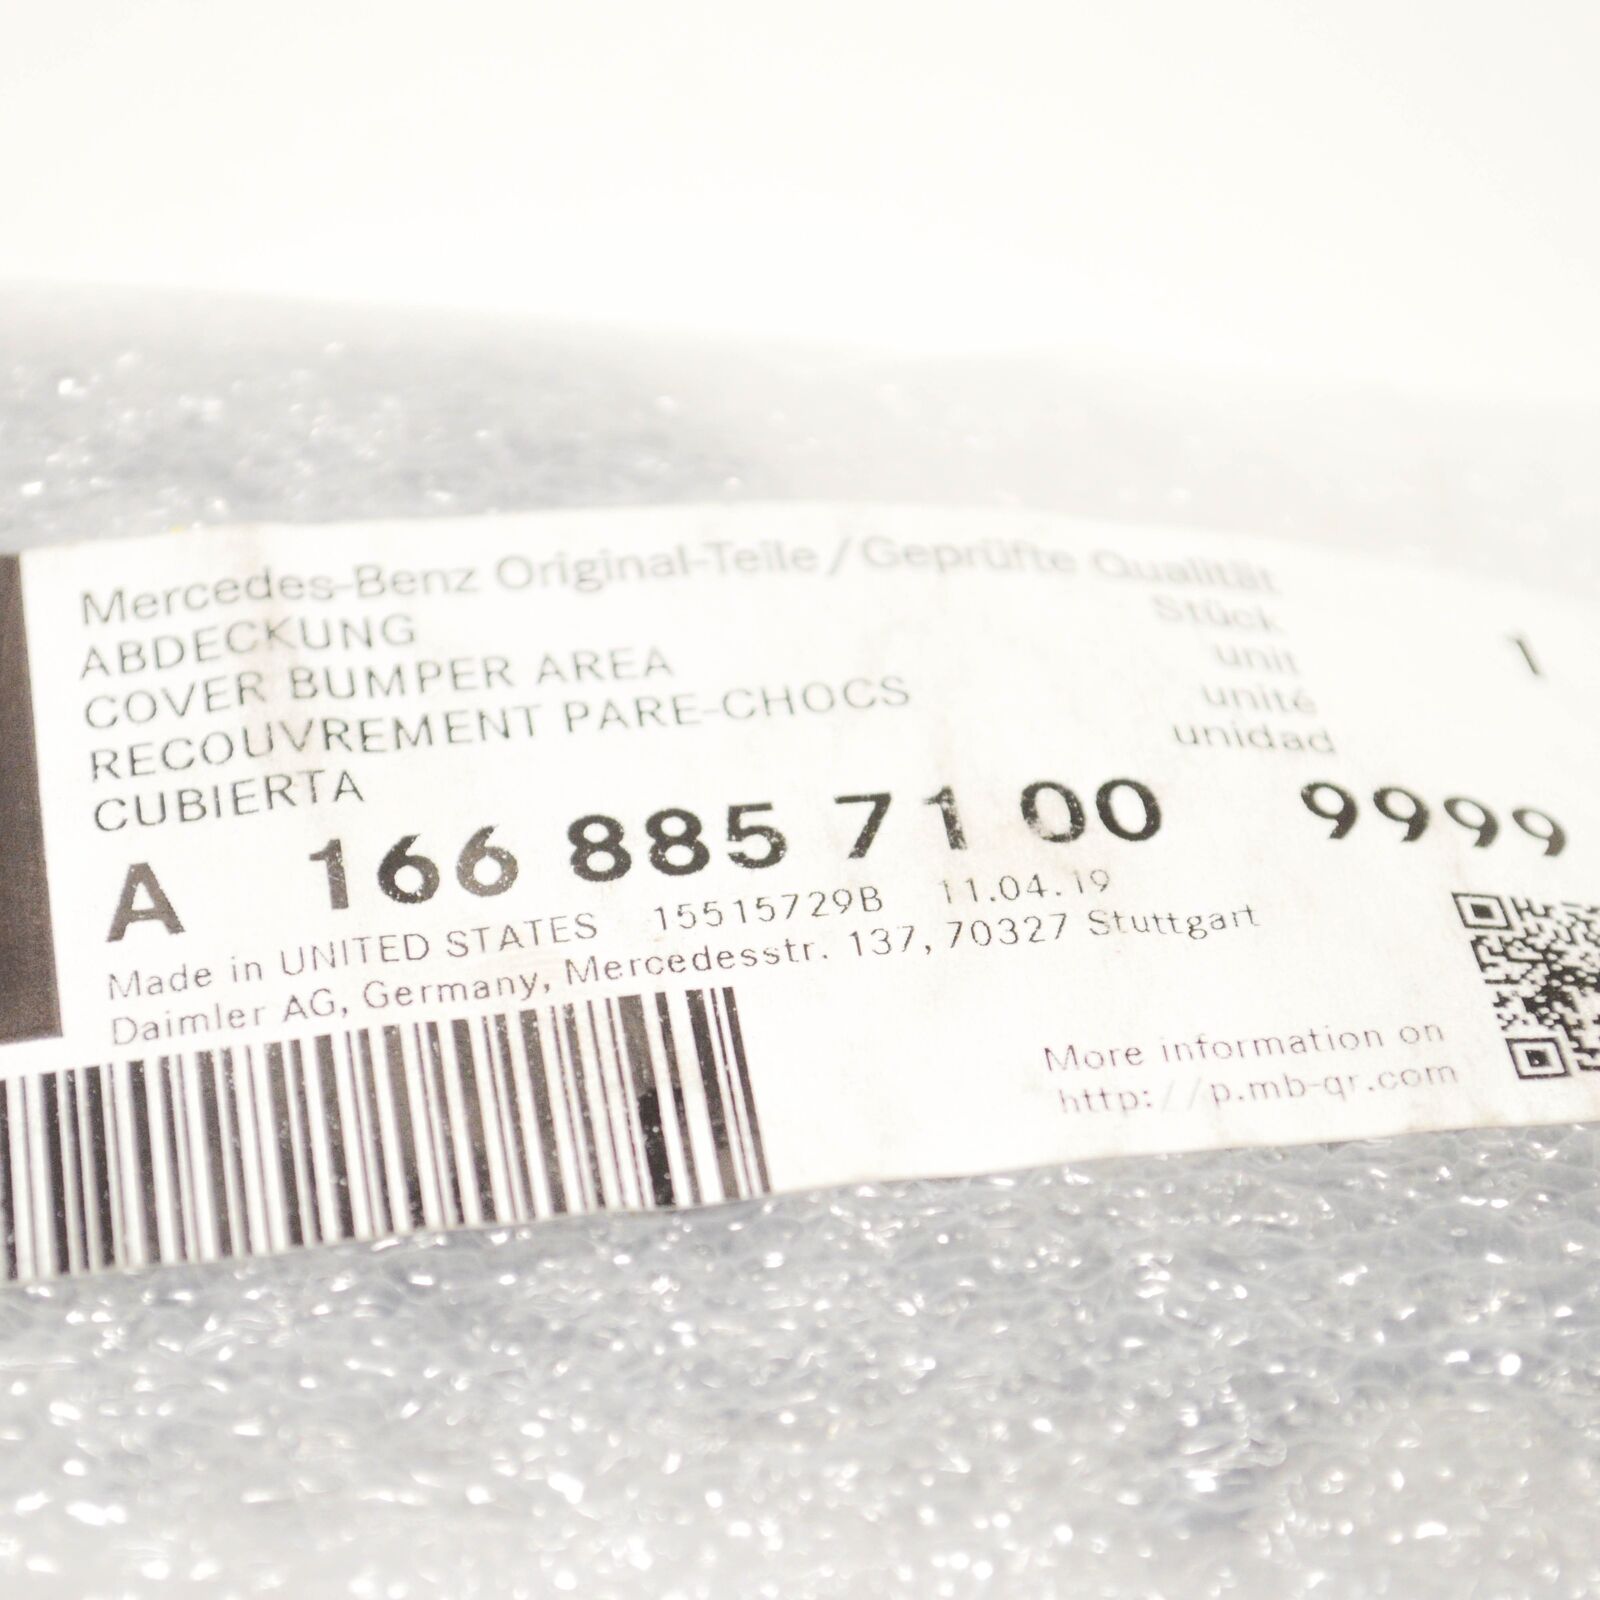 Mercedes-Benz Original-Teile/Geprüfte Qualität
ABDECKUNG
COVER BUMPER AREA
RECOUVREMENT PARE-CHOCS
CUBIERTA
Stück
unit
unité
unidad
1
A 166 885 71 00 9999
Made in UNITED STATES 15515729B 11.04.19
Daimler AG, Germany, Mercedesstr. 137, 70327 Stuttgart
More information on
http://p.mb-qr.com